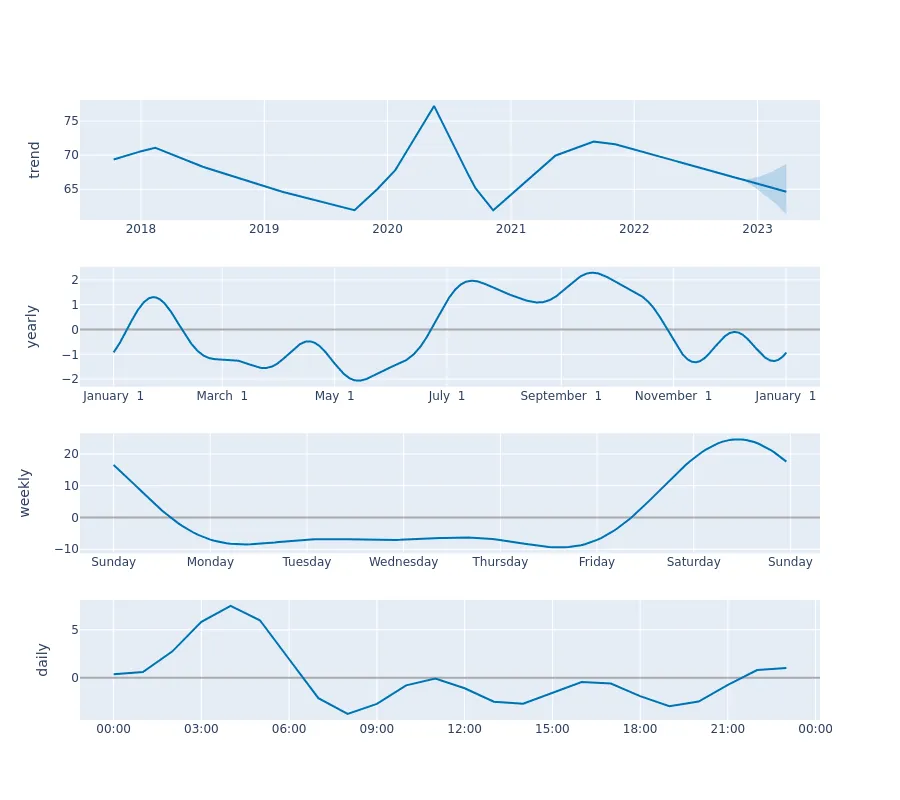 trend
75
70
65
2018 2019 2020 2021 2022 2023
yearly
2
1
0
−1
−2
January 1 March 1 May 1 July 1 September 1 November 1 January 1
weekly
20
10
0
−10
Sunday Monday Tuesday Wednesday Thursday Friday Saturday Sunday
daily
5
0
00:00 03:00 06:00 09:00 12:00 15:00 18:00 21:00 00:00